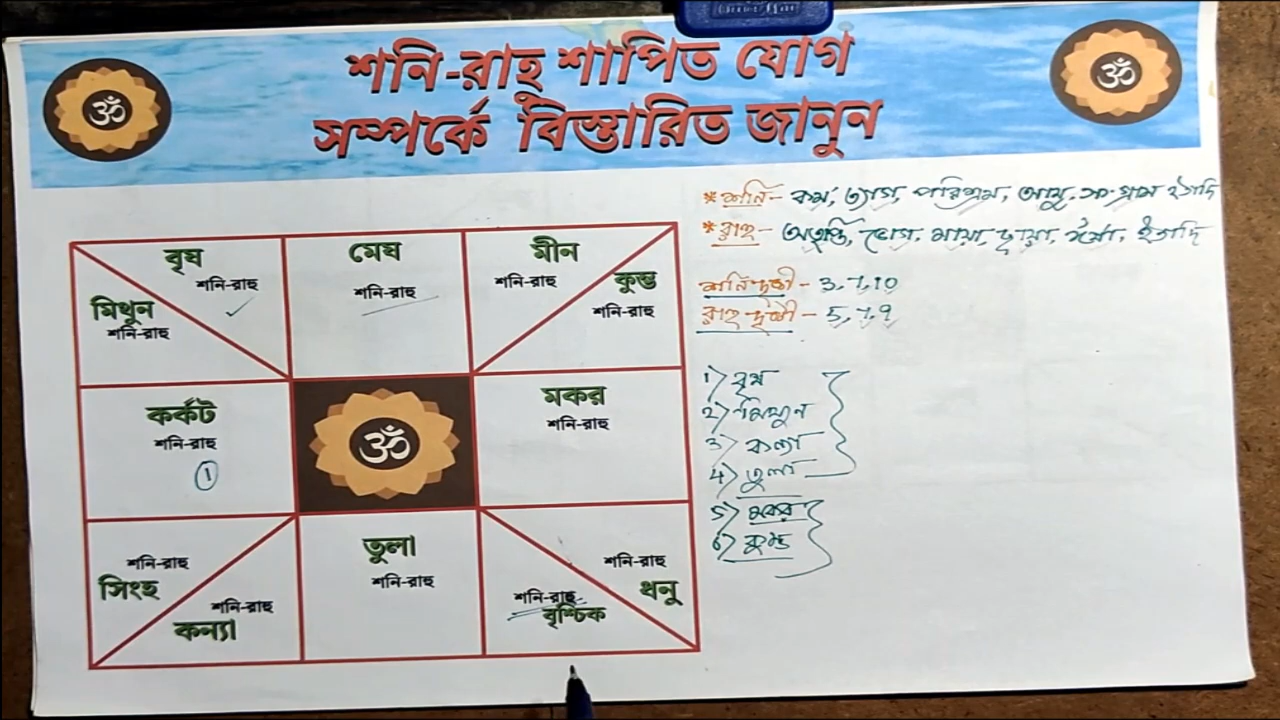 শনি-রাহু শাপিত যোগ
সম্পর্কে বিস্তারিত জানুন
ॐ
ॐ
* শনি - কর্ম, ত্যাগ, পরিশ্রম, আয়ু, সংগ্রাম ইত্যাদি
* রাহু - অতৃপ্তি, ভোগ, মায়া, ছায়া, ঈর্ষা, ইত্যাদি
শনি দৃষ্টী - 3, 7, 10
রাহু দৃষ্টী - 5, 7, 9
1) বৃষ
2) মিথুন
3) কন্যা
4) তুলা
5) মকর
6) কুম্ভ
বৃষ
শনি-রাহু
মিথুন
শনি-রাহু
মেষ
শনি-রাহু
মীন
শনি-রাহু
কুম্ভ
শনি-রাহু
কর্কট
শনি-রাহু
1
ॐ
মকর
শনি-রাহু
শনি-রাহু
সিংহ
শনি-রাহু
কন্যা
তুলা
শনি-রাহু
শনি-রাহু
বৃশ্চিক
শনি-রাহু
ধনু